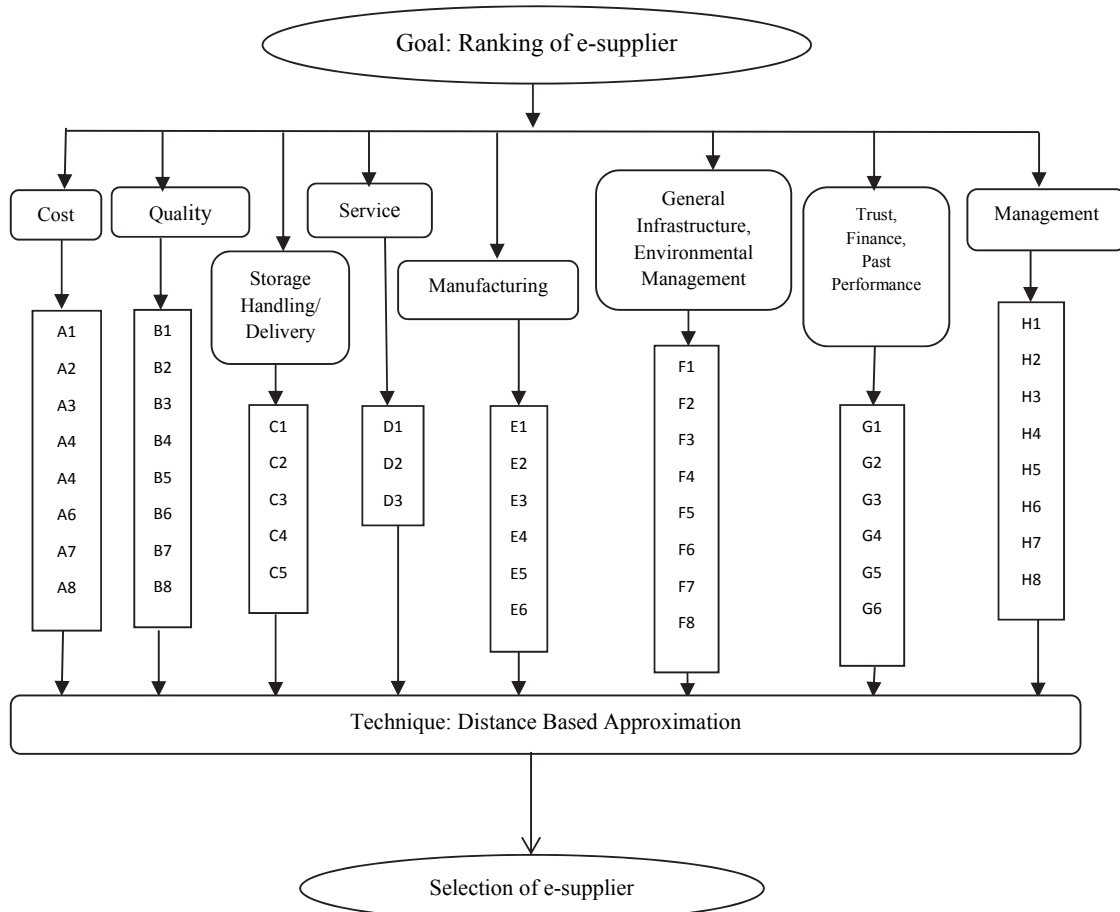 Goal: Ranking of e-supplier
Cost
Quality
Storage
Handling/
Delivery
Service
Manufacturing
General
Infrastructure,
Environmental
Management
Trust,
Finance,
Past
Performance
Management
A1
A2
A3
A4
A4
A6
A7
A8
B1
B2
B3
B4
B5
B6
B7
B8
C1
C2
C3
C4
C5
D1
D2
D3
E1
E2
E3
E4
E5
E6
F1
F2
F3
F4
F5
F6
F7
F8
G1
G2
G3
G4
G5
G6
H1
H2
H3
H4
H5
H6
H7
H8
Technique: Distance Based Approximation
Selection of e-supplier